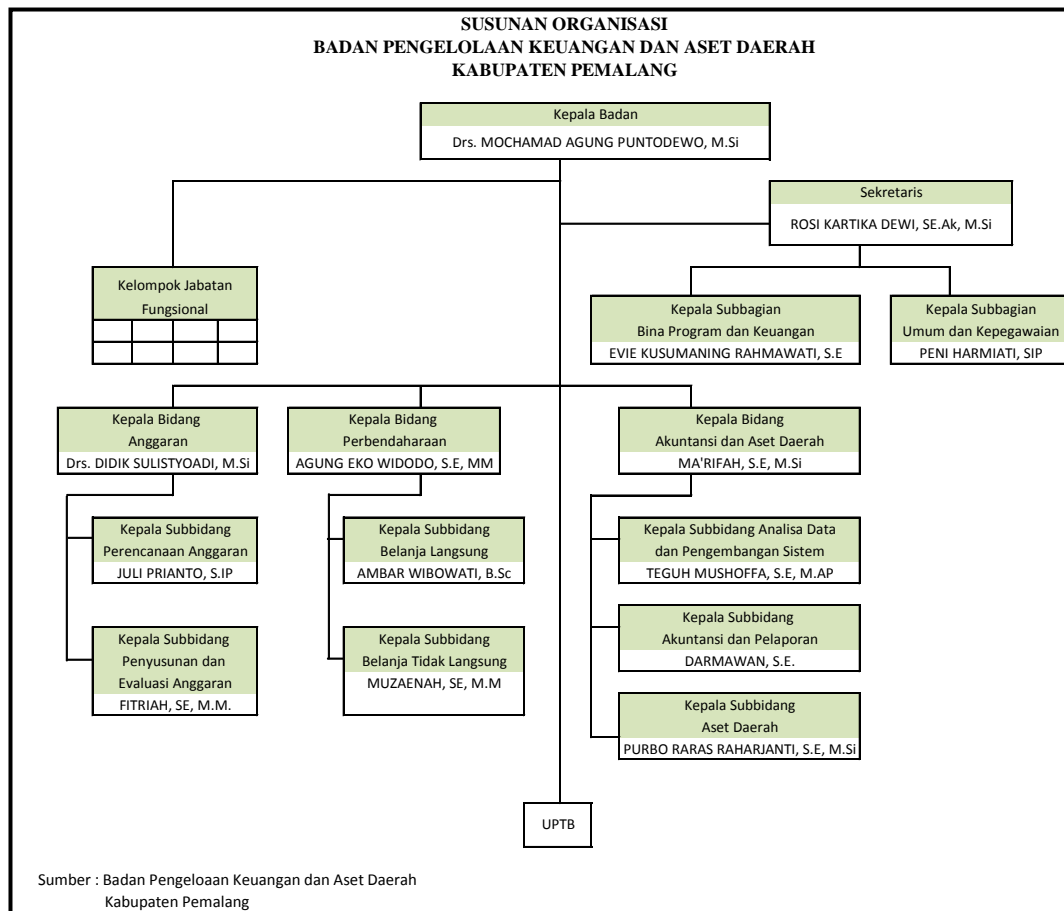 SUSUNAN ORGANISASI
BADAN PENGELOLAAN KEUANGAN DAN ASET DAERAH
KABUPATEN PEMALANG
Kepala Badan
Drs. MOCHAMAD AGUNG PUNTODEWO, M.Si
Sekretaris
ROSI KARTIKA DEWI, SE.Ak, M.Si
Kelompok Jabatan
Fungsional
Kepala Subbagian
Bina Program dan Keuangan
EVIE KUSUMANING RAHMAWATI, S.E
Kepala Subbagian
Umum dan Kepegawaian
PENI HARMIATI, SIP
Kepala Bidang
Anggaran
Drs. DIDIK SULISTYOADI, M.Si
Kepala Bidang
Perbendaharaan
AGUNG EKO WIDODO, S.E, MM
Kepala Bidang
Akuntansi dan Aset Daerah
MA'RIFAH, S.E, M.Si
Kepala Subbidang
Perencanaan Anggaran
JULI PRIANTO, S.IP
Kepala Subbidang
Belanja Langsung
AMBAR WIBOWATI, B.Sc
Kepala Subbidang Analisa Data
dan Pengembangan Sistem
TEGUH MUSHOFFA, S.E, M.AP
Kepala Subbidang
Penyusunan dan
Evaluasi Anggaran
FITRIAH, SE, M.M.
Kepala Subbidang
Belanja Tidak Langsung
MUZAENAH, SE, M.M
Kepala Subbidang
Akuntansi dan Pelaporan
DARMAWAN, S.E.
Kepala Subbidang
Aset Daerah
PURBO RARAS RAHARJANTI, S.E, M.Si
UPTB
Sumber : Badan Pengeloaan Keuangan dan Aset Daerah
Kabupaten Pemalang